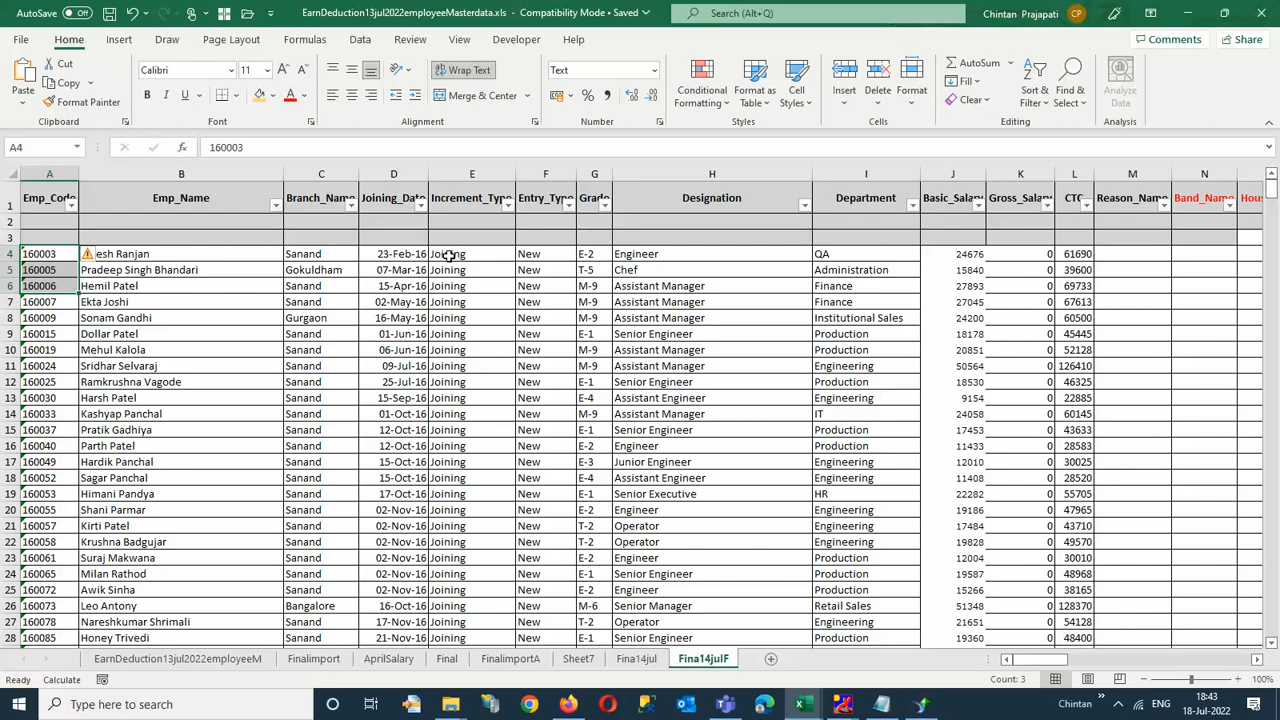 AutoSave Off EarnDeduction13jul2022employeeMasterdata.xls - Compatibility Mode • Saved Search (Alt+Q) Chintan Prajapati CP
File Home Insert Draw Page Layout Formulas Data Review View Developer Help Comments Share
Paste Cut Copy Format Painter Calibri 11 B I U Wrap Text Merge & Center Text % Conditional Formatting Format as Table Cell Styles Insert Delete Format AutoSum Fill Clear Sort & Filter Find & Select Analyze Data
Clipboard Font Alignment Number Styles Cells Editing Analysis
A4 fx 160003
A B C D E F G H I J K L M N
1 Emp_Code Emp_Name Branch_Name Joining_Date Increment_Type Entry_Type Grade Designation Department Basic_Salary Gross_Salary CTC Reason_Name Band_Name Hou
2
3
4 160003 esh Ranjan Sanand 23-Feb-16 Joining New E-2 Engineer QA 24676 0 61690
5 160005 Pradeep Singh Bhandari Gokuldham 07-Mar-16 Joining New T-5 Chef Administration 15840 0 39600
6 160006 Hemil Patel Sanand 15-Apr-16 Joining New M-9 Assistant Manager Finance 27893 0 69733
7 160007 Ekta Joshi Sanand 02-May-16 Joining New M-9 Assistant Manager Finance 27045 0 67613
8 160009 Sonam Gandhi Gurgaon 16-May-16 Joining New M-9 Assistant Manager Institutional Sales 24200 0 60500
9 160015 Dollar Patel Sanand 01-Jun-16 Joining New E-1 Senior Engineer Production 18178 0 45445
10 160019 Mehul Kalola Sanand 06-Jun-16 Joining New M-9 Assistant Manager Production 20851 0 52128
11 160024 Sridhar Selvaraj Sanand 09-Jul-16 Joining New M-9 Assistant Manager Engineering 50564 0 126410
12 160025 Ramkrushna Vagode Sanand 25-Jul-16 Joining New E-1 Senior Engineer Production 18530 0 46325
13 160030 Harsh Patel Sanand 15-Sep-16 Joining New E-4 Assistant Engineer Engineering 9154 0 22885
14 160033 Kashyap Panchal Sanand 01-Oct-16 Joining New M-9 Assistant Manager IT 24058 0 60145
15 160037 Pratik Gadhiya Sanand 12-Oct-16 Joining New E-1 Senior Engineer Production 17453 0 43633
16 160040 Parth Patel Sanand 12-Oct-16 Joining New E-2 Engineer Production 11433 0 28583
17 160049 Hardik Panchal Sanand 15-Oct-16 Joining New E-3 Junior Engineer Engineering 12010 0 30025
18 160052 Sagar Panchal Sanand 15-Oct-16 Joining New E-4 Assistant Engineer Engineering 11408 0 28520
19 160053 Himani Pandya Sanand 17-Oct-16 Joining New E-1 Senior Executive HR 22282 0 55705
20 160055 Shani Parmar Sanand 02-Nov-16 Joining New E-2 Engineer Engineering 19186 0 47965
21 160057 Kirti Patel Sanand 02-Nov-16 Joining New T-2 Operator Engineering 17484 0 43710
22 160058 Krushna Badgujar Sanand 02-Nov-16 Joining New T-2 Operator Engineering 19828 0 49570
23 160061 Suraj Makwana Sanand 02-Nov-16 Joining New E-2 Engineer Production 12004 0 30010
24 160065 Milan Rathod Sanand 02-Nov-16 Joining New E-1 Senior Engineer Production 19587 0 48968
25 160072 Awik Sinha Sanand 02-Nov-16 Joining New E-2 Engineer Production 15266 0 38165
26 160073 Leo Antony Bangalore 16-Oct-16 Joining New M-6 Senior Manager Retail Sales 51348 0 128370
27 160078 Nareshkumar Shrimali Sanand 17-Nov-16 Joining New T-2 Operator Engineering 21651 0 54128
28 160085 Honey Trivedi Sanand 21-Nov-16 Joining New E-1 Senior Engineer Production 19360 0 48400
EarnDeduction13jul2022employeeM Finalimport AprilSalary Final FinalimportA Sheet7 Fina14jul Fina14julF
Ready Calculate Count: 3 100%
Type here to search Chintan ENG 18:43 18-Jul-2022